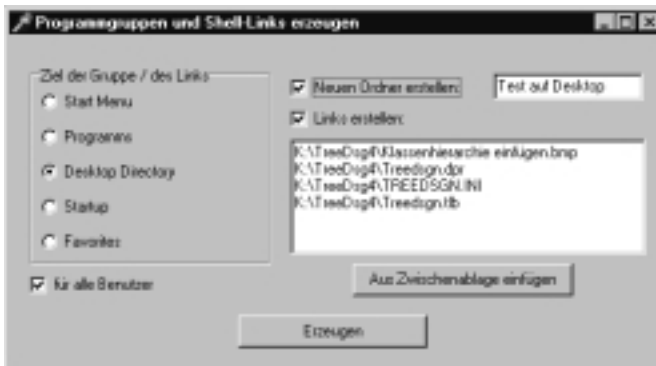 Programmgruppen und Shell-Links erzeugen
Ziel der Gruppe / des Links
Start Menu
Programms
Desktop Directory
Startup
Favorites
für alle Benutzer
Neuen Ordner erstellen:
Test auf Desktop
Links erstellen:
K:\TreeDsg4\Klassenhierarchie einfügen.bmp
K:\TreeDsg4\Treedsgn.dpr
K:\TreeDsg4\TREEDSGN.INI
K:\TreeDsg4\Treedsgn.tlb
Aus Zwischenablage einfügen
Erzeugen